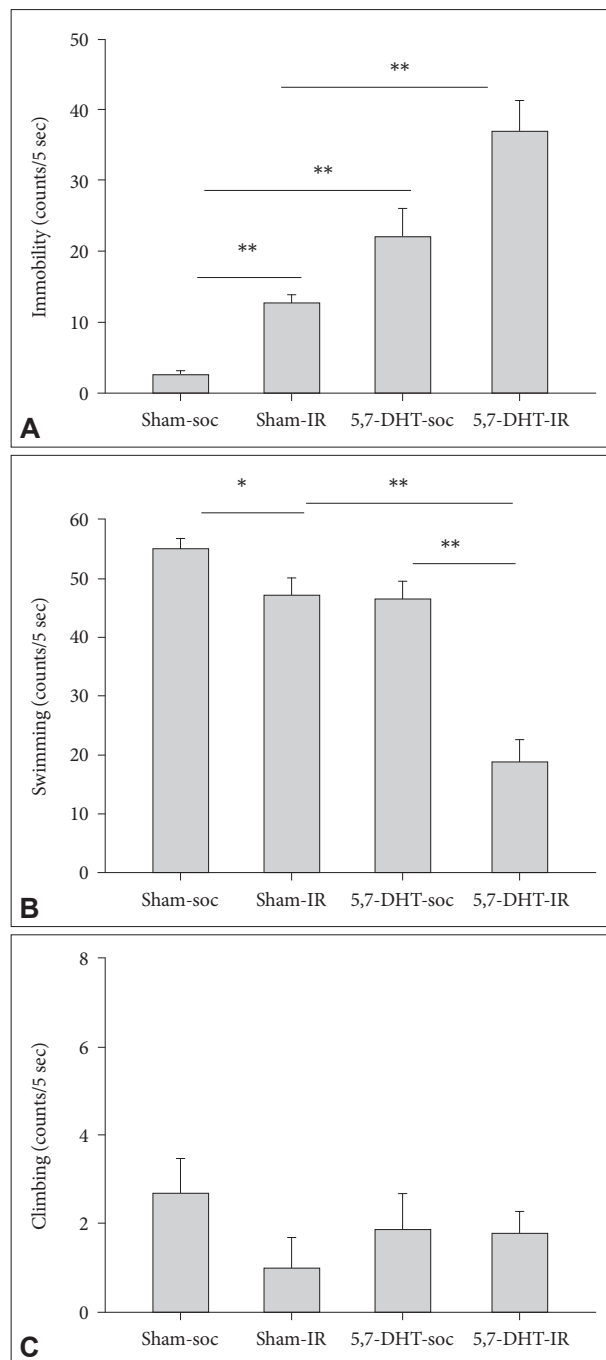 50
**
40
**
30
**
20
10
0
Immobility (counts/5 sec)
Sham-soc Sham-IR 5,7-DHT-soc 5,7-DHT-IR
A
*
**
60
**
50
40
30
20
10
0
Swimming (counts/5 sec)
Sham-soc Sham-IR 5,7-DHT-soc 5,7-DHT-IR
B
8
6
4
2
0
Climbing (counts/5 sec)
Sham-soc Sham-IR 5,7-DHT-soc 5,7-DHT-IR
C